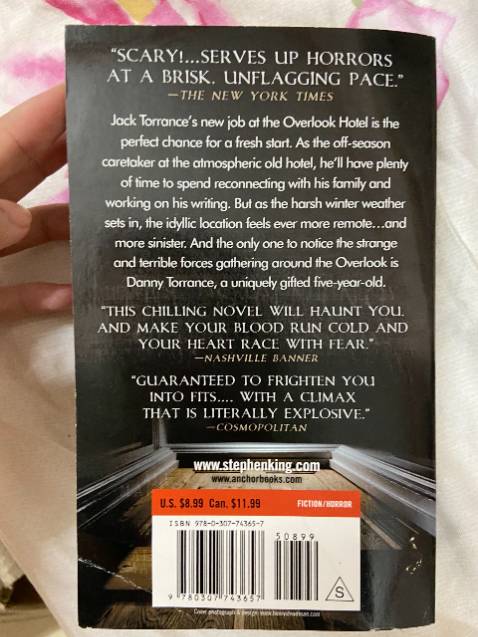 “SCARY!...SERVES UP HORRORS
AT A BRISK, UNFLAGGING PACE.”
—THE NEW YORK TIMES
Jack Torrance’s new job at the Overlook Hotel is the
perfect chance for a fresh start. As the off-season
caretaker at the atmospheric old hotel, he’ll have plenty
of time to spend reconnecting with his family and
working on his writing. But as the harsh winter weather
sets in, the idyllic location feels ever more remote...and
more sinister. And the only one to notice the strange
and terrible forces gathering around the Overlook is
Danny Torrance, a uniquely gifted five-year-old.
“THIS CHILLING NOVEL WILL HAUNT YOU,
AND MAKE YOUR BLOOD RUN COLD AND
YOUR HEART RACE WITH FEAR.”
—NASHVILLE BANNER
“GUARANTEED TO FRIGHTEN YOU
INTO FITS.... WITH A CLIMAX
THAT IS LITERALLY EXPLOSIVE.”
—COSMOPOLITAN
www.stephenking.com
www.anchorbooks.com
U.S. $8.99 Can. $11.99 FICTION/HORROR
ISBN 978-0-307-74365-7
50899
9 780307 743657
S
Cover photograph & design: